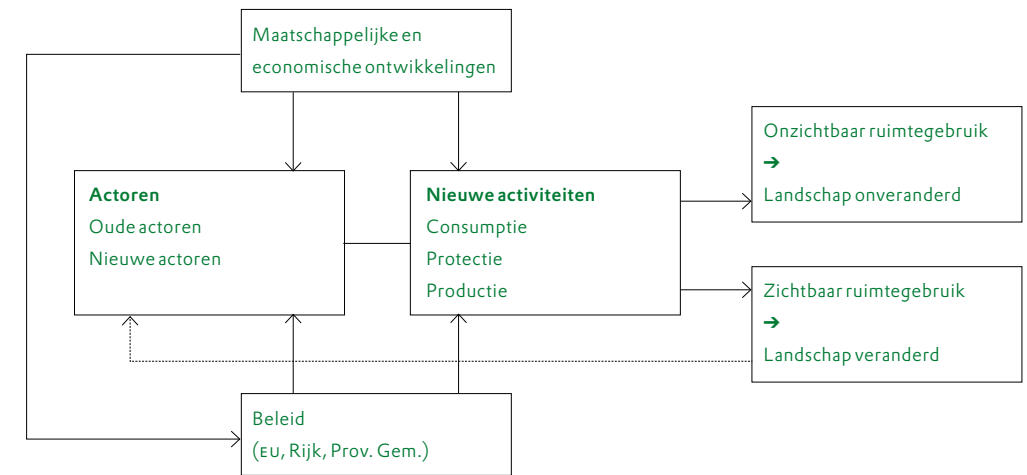 Maatschappelijke en
economische ontwikkelingen
Actoren
Oude actoren
Nieuwe actoren
Nieuwe activiteiten
Consumptie
Protectie
Productie
Onzichtbaar ruimtegebruik
➔
Landschap onveranderd
Zichtbaar ruimtegebruik
➔
Landschap veranderd
Beleid
(EU, Rijk, Prov. Gem.)